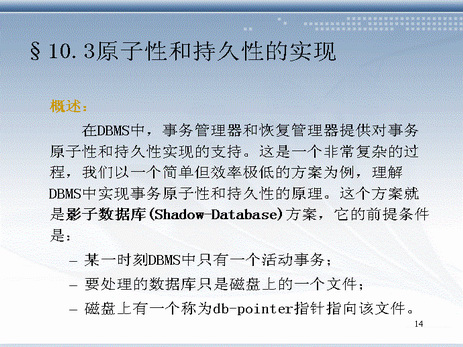 §10.3原子性和持久性的实现
概述：
在DBMS中，事务管理器和恢复管理器提供对事务
原子性和持久性实现的支持。这是一个非常复杂的过
程，我们以一个简单但效率极低的方案为例，理解
DBMS中实现事务原子性和持久性的原理。这个方案就
是影子数据库(Shadow-Database)方案，它的前提条件
是：
– 某一时刻DBMS中只有一个活动事务；
– 要处理的数据库只是磁盘上的一个文件；
– 磁盘上有一个称为db-pointer指针指向该文件。
14